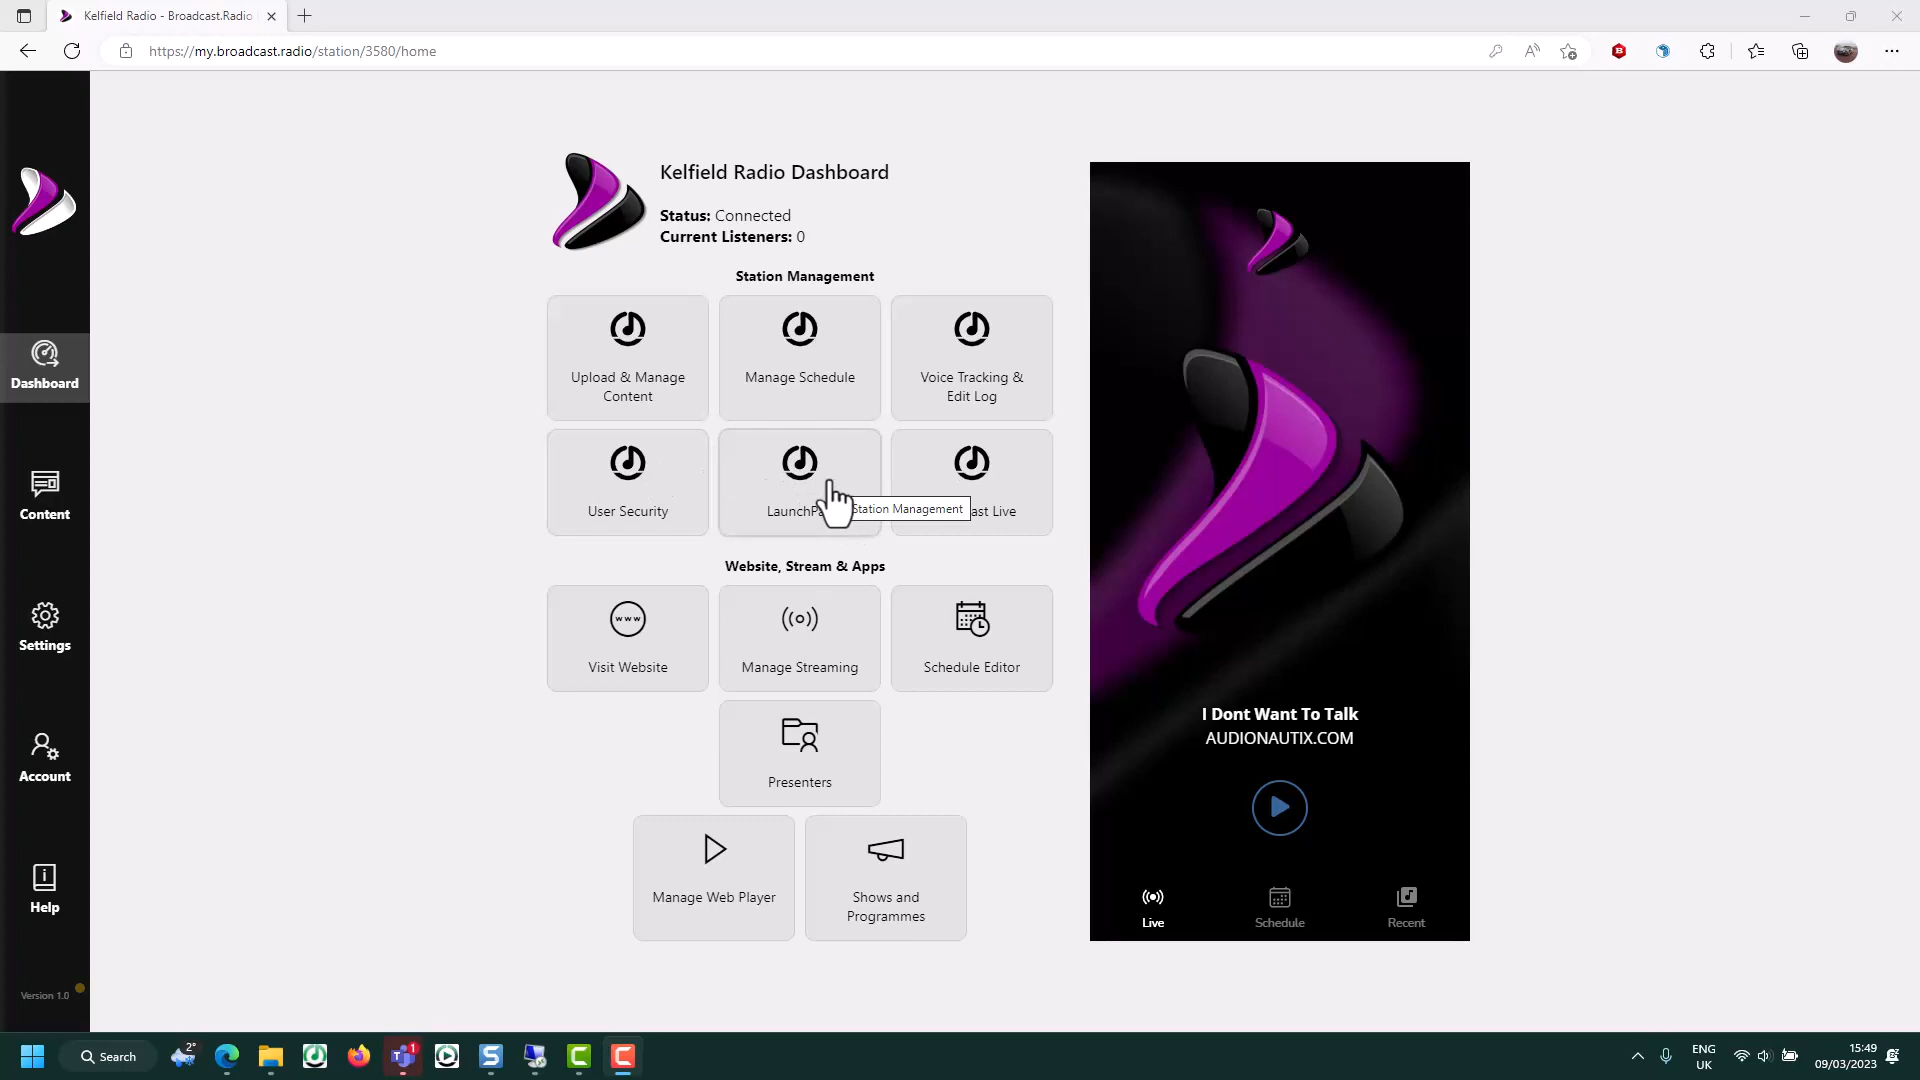 Kelfield Radio - Broadcast.Radio
https://my.broadcast.radio/station/3580/home
Kelfield Radio Dashboard
Status: Connected
Current Listeners: 0
Station Management
Upload & Manage
Content
Manage Schedule
Voice Tracking &
Edit Log
User Security
LaunchPa
Station Management
ast Live
Website, Stream & Apps
www
Visit Website
Manage Streaming
Schedule Editor
Presenters
Manage Web Player
Shows and
Programmes
Dashboard
Content
Settings
Account
Help
Version 1.0
I Dont Want To Talk
AUDIONAUTIX.COM
Live
Schedule
Recent
2°
Search
1
ENG
UK
15:49
09/03/2023